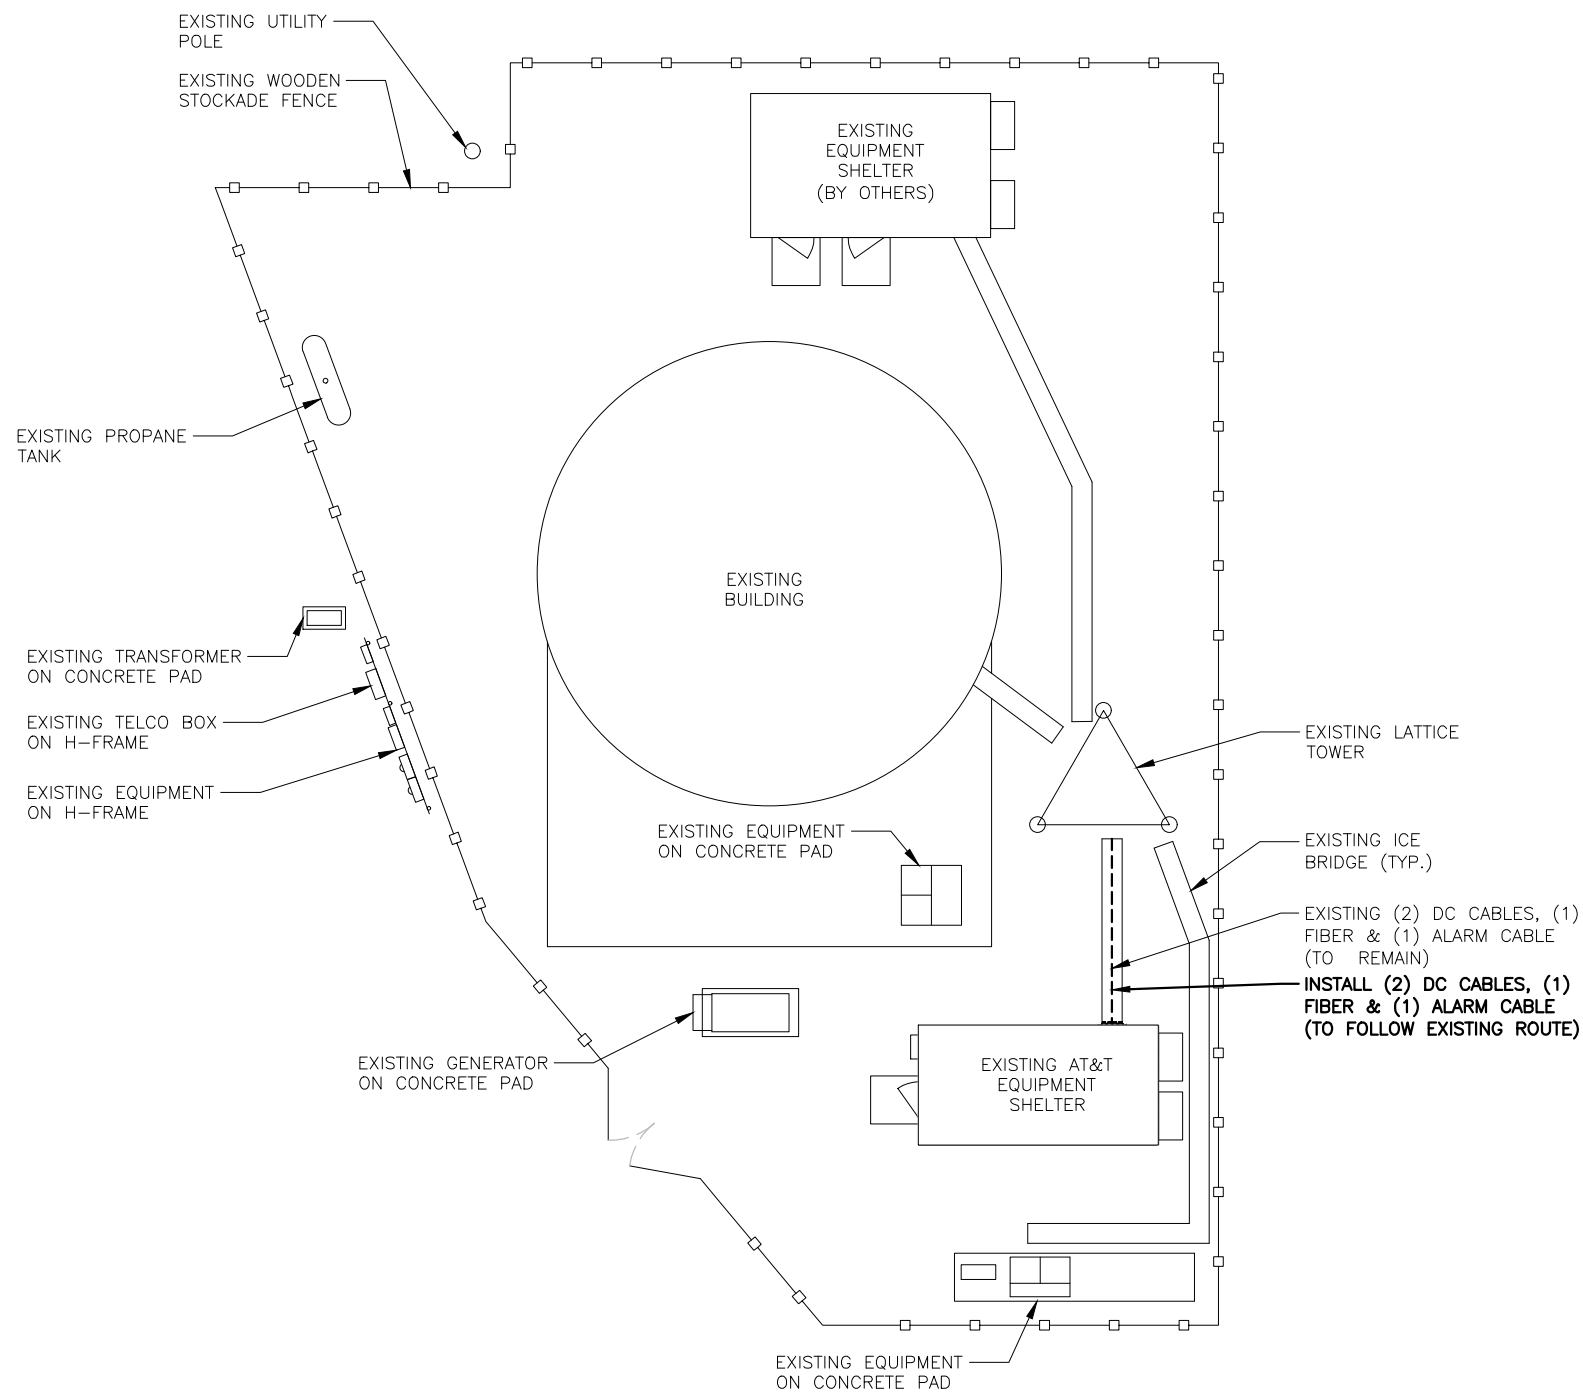 EXISTING UTILITY
POLE
EXISTING WOODEN
STOCKADE FENCE
EXISTING
EQUIPMENT
SHELTER
(BY OTHERS)
EXISTING PROPANE
TANK
EXISTING
BUILDING
EXISTING TRANSFORMER
ON CONCRETE PAD
EXISTING TELCO BOX
ON H-FRAME
EXISTING EQUIPMENT
ON H-FRAME
EXISTING LATTICE
TOWER
EXISTING EQUIPMENT
ON CONCRETE PAD
EXISTING ICE
BRIDGE (TYP.)
EXISTING (2) DC CABLES, (1)
FIBER & (1) ALARM CABLE
(TO REMAIN)
INSTALL (2) DC CABLES, (1)
FIBER & (1) ALARM CABLE
(TO FOLLOW EXISTING ROUTE)
EXISTING GENERATOR
ON CONCRETE PAD
EXISTING AT&T
EQUIPMENT
SHELTER
EXISTING EQUIPMENT
ON CONCRETE PAD